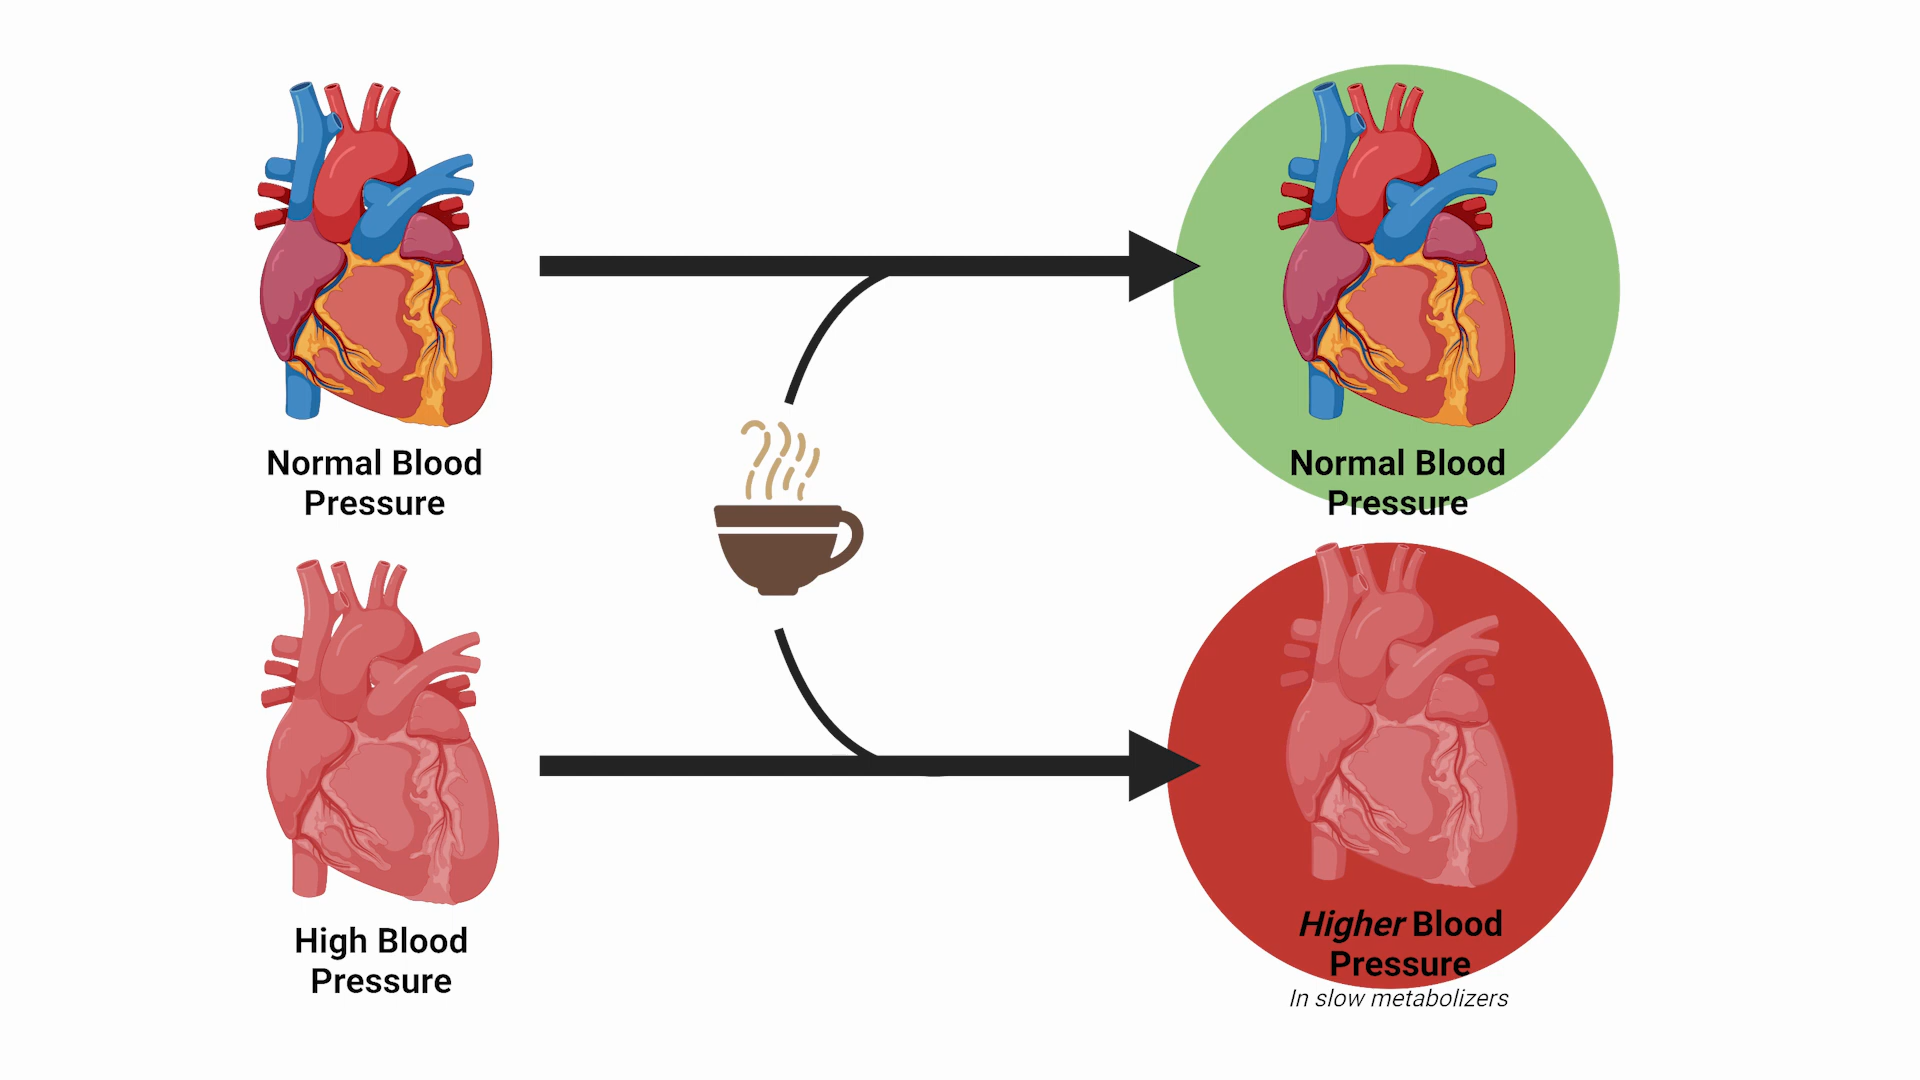 Normal Blood
Pressure
Normal Blood
Pressure
High Blood
Pressure
Higher Blood
Pressure
In slow metabolizers